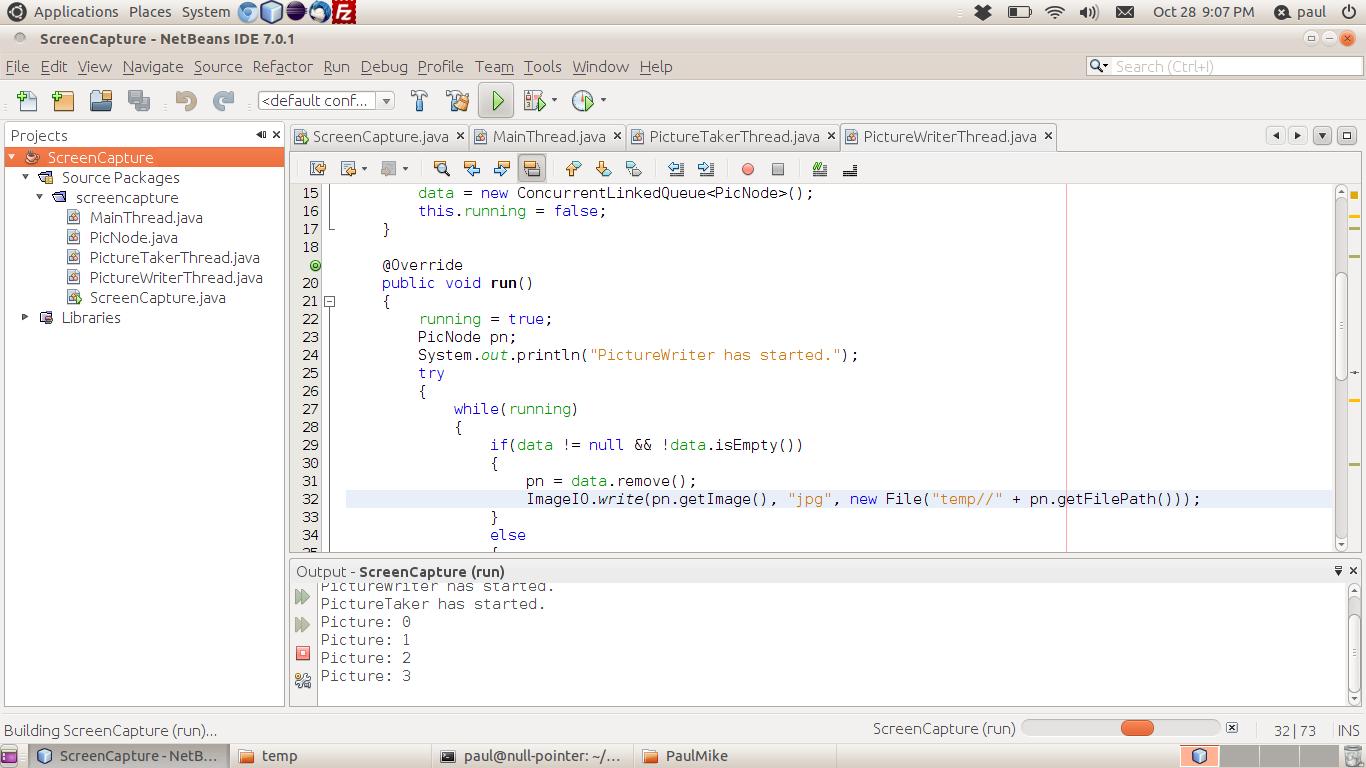 Applications Places System Oct 28 9:07 PM paul
ScreenCapture - NetBeans IDE 7.0.1
File Edit View Navigate Source Refactor Run Debug Profile Team Tools Window Help Search (Ctrl+I)
<default conf...
Projects
ScreenCapture
Source Packages
screencapture
MainThread.java
PicNode.java
PictureTakerThread.java
PictureWriterThread.java
ScreenCapture.java
Libraries
ScreenCapture.java MainThread.java PictureTakerThread.java PictureWriterThread.java
15 data = new ConcurrentLinkedQueue<PicNode>();
16 this.running = false;
17 }
18
@Override
20 public void run()
21 {
22 running = true;
23 PicNode pn;
24 System.out.println("PictureWriter has started.");
25 try
26 {
27 while(running)
28 {
29 if(data != null && !data.isEmpty())
30 {
31 pn = data.remove();
32 ImageIO.write(pn.getImage(), "jpg", new File("temp//" + pn.getFilePath()));
33 }
34 else
35 {
Output - ScreenCapture (run)
PictureWriter has started.
PictureTaker has started.
Picture: 0
Picture: 1
Picture: 2
Picture: 3
Building ScreenCapture (run)... ScreenCapture (run) 32|73 INS
ScreenCapture - NetB... temp paul@null-pointer: ~/... PaulMike